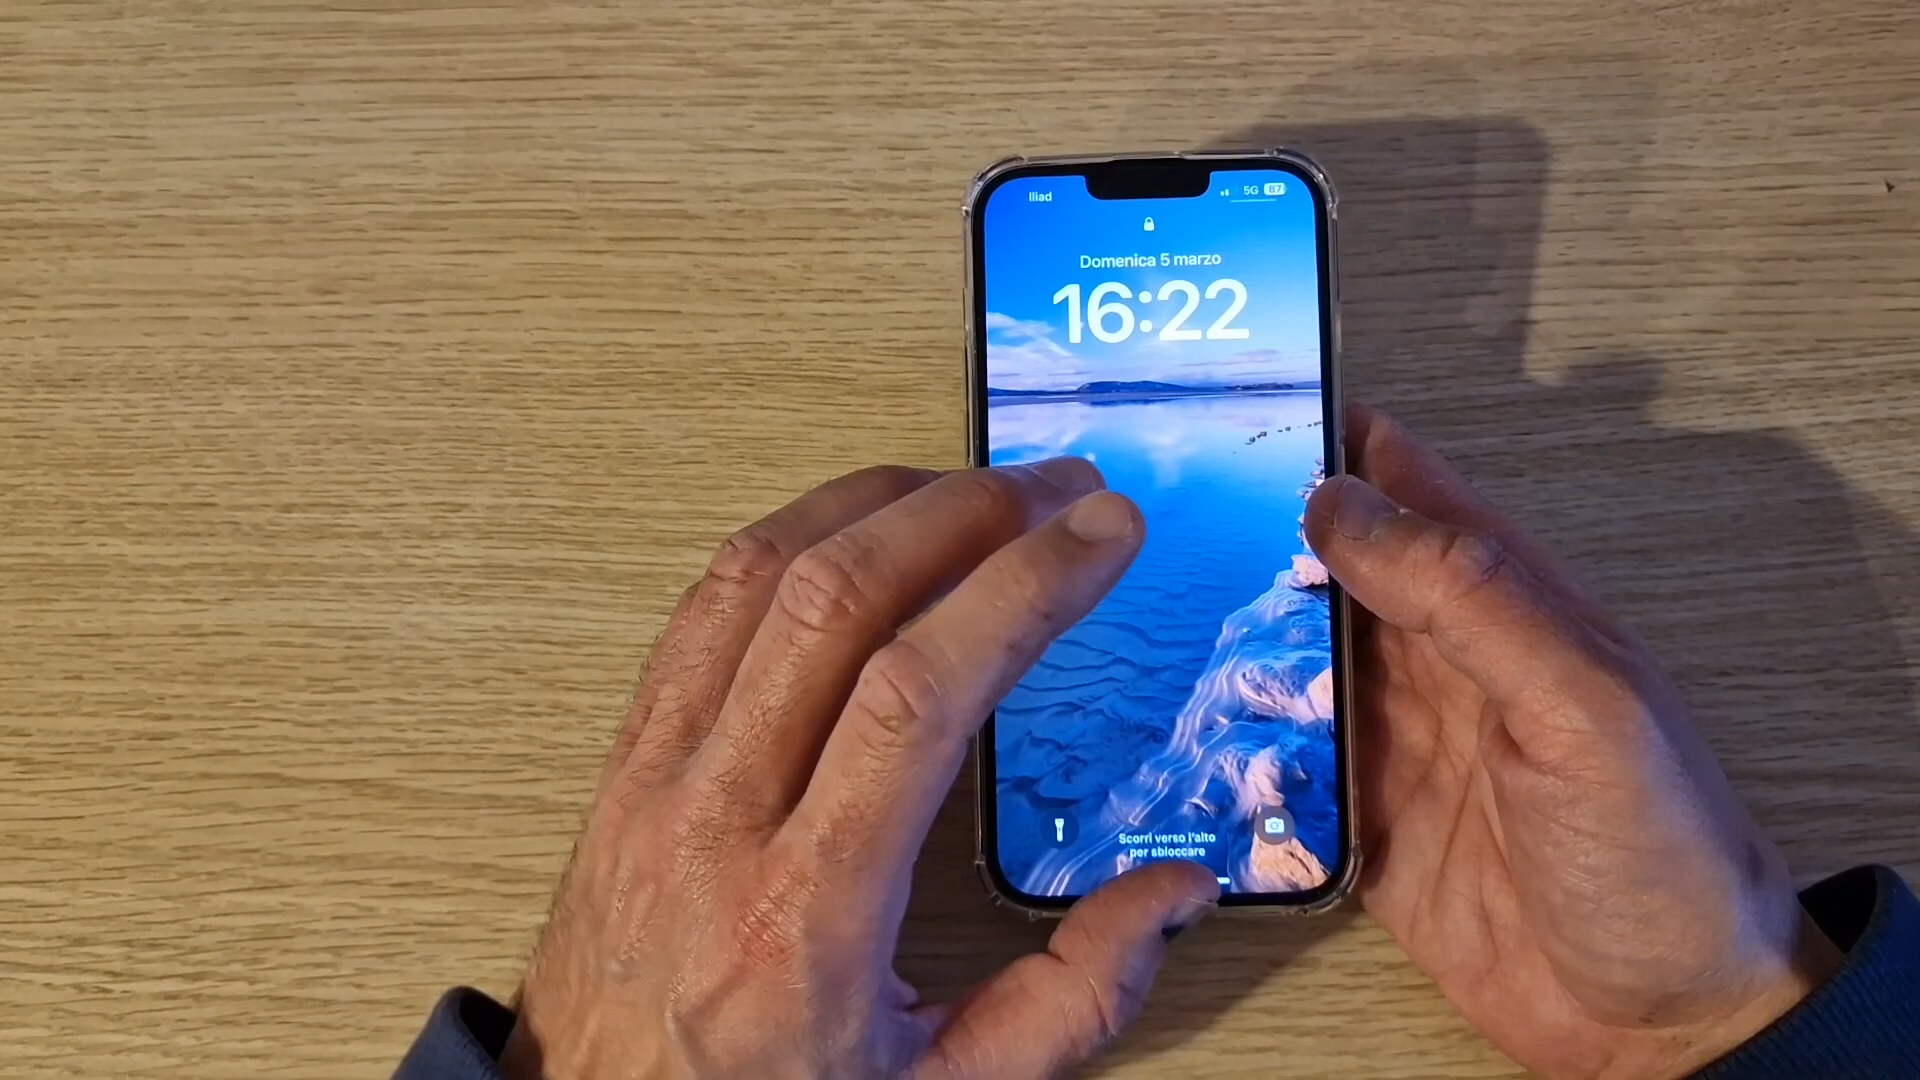 Iliad
5G 87
Domenica 5 marzo
16:22
Scorri verso l'alto
per sbloccare